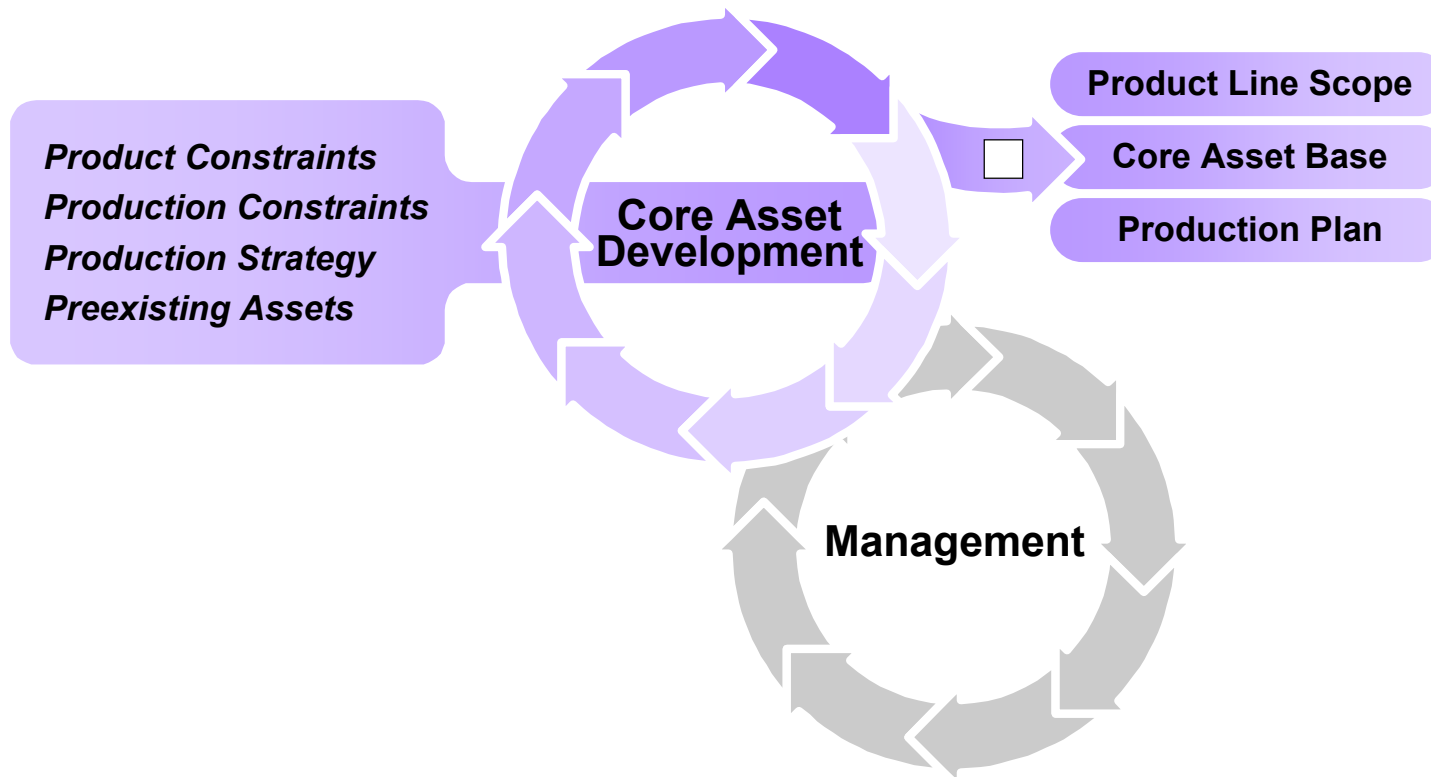 Product Constraints
Production Constraints
Production Strategy
Preexisting Assets
Core Asset
Development
Product Line Scope
Core Asset Base
Production Plan
Management